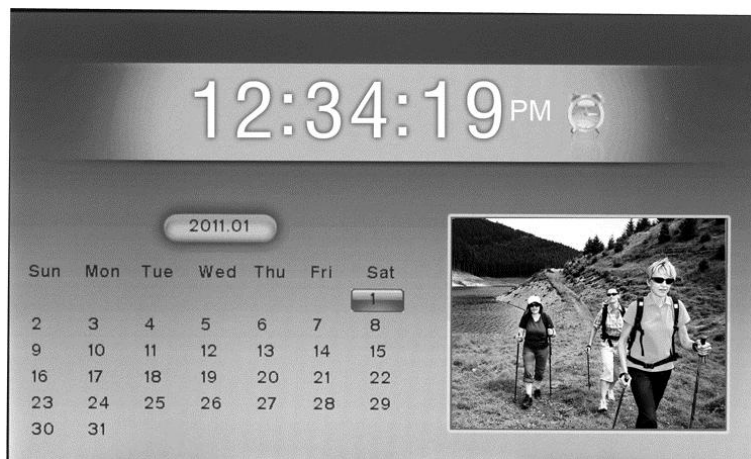 12:34:19 PM
2011.01
Sun Mon Tue Wed Thu Fri Sat
1
2 3 4 5 6 7 8
9 10 11 12 13 14 15
16 17 18 19 20 21 22
23 24 25 26 27 28 29
30 31